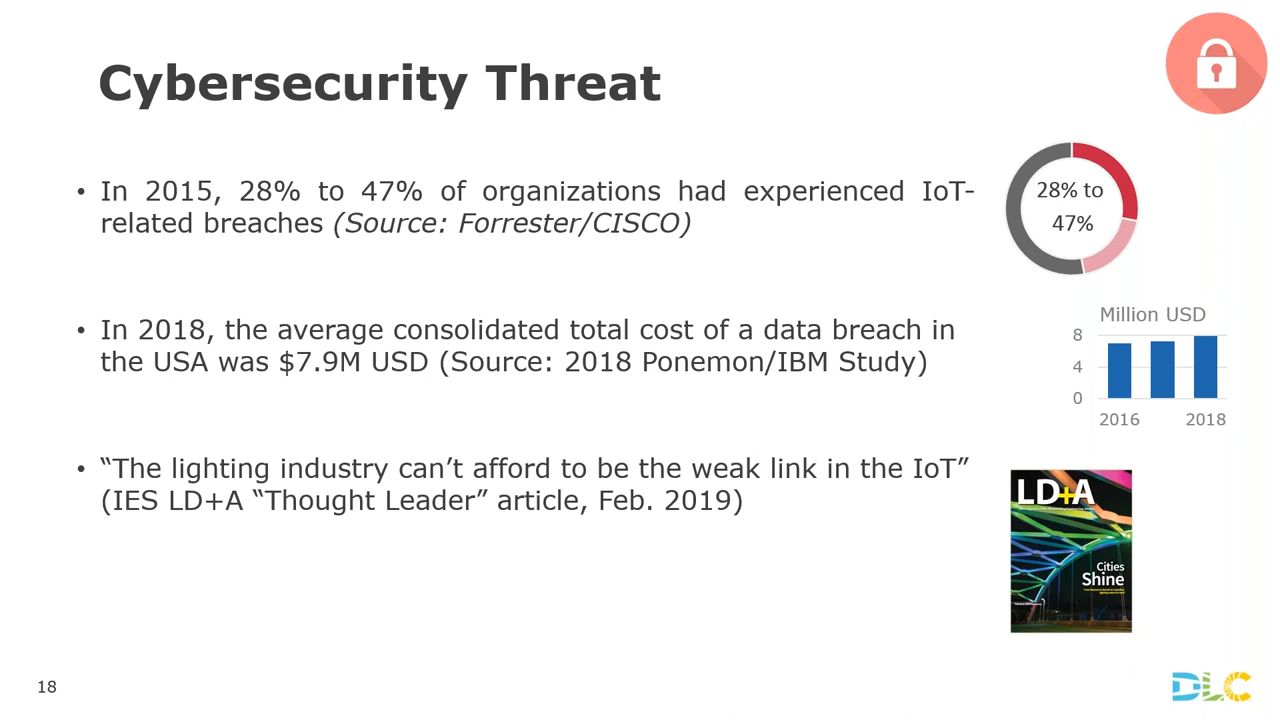 Cybersecurity Threat
• In 2015, 28% to 47% of organizations had experienced IoT-
related breaches (Source: Forrester/CISCO)
28% to
47%
• In 2018, the average consolidated total cost of a data breach in
the USA was $7.9M USD (Source: 2018 Ponemon/IBM Study)
Million USD
8
4
0
2016 2018
• “The lighting industry can’t afford to be the weak link in the IoT”
(IES LD+A “Thought Leader” article, Feb. 2019)
LD+A
Cities
Shine
18
DLC